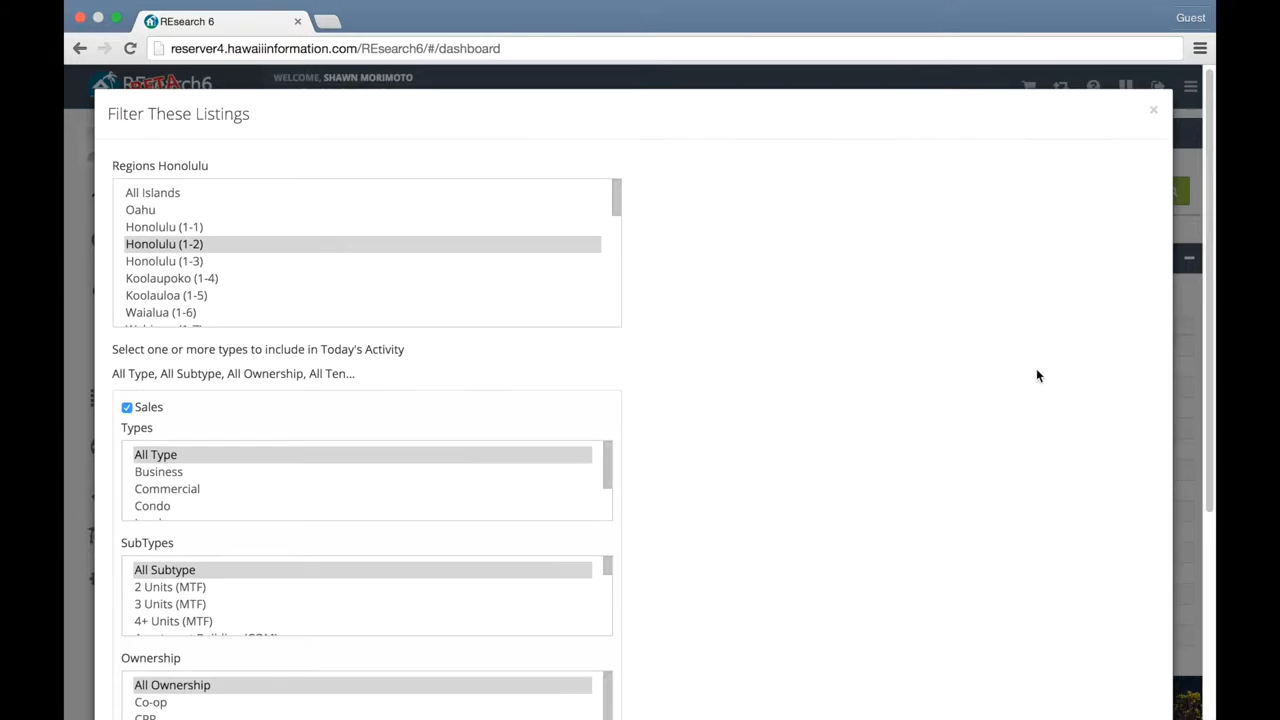 REsearch 6
Guest
reserver4.hawaiiinformation.com/REsearch6/#/dashboard
REsearch6
BETA
WELCOME, SHAWN MORIMOTO
Filter These Listings
×
Regions Honolulu
All Islands
Oahu
Honolulu (1-1)
Honolulu (1-2)
Honolulu (1-3)
Koolaupoko (1-4)
Koolauloa (1-5)
Waialua (1-6)
Select one or more types to include in Today's Activity
All Type, All Subtype, All Ownership, All Ten...
Sales
Types
All Type
Business
Commercial
Condo
SubTypes
All Subtype
2 Units (MTF)
3 Units (MTF)
4+ Units (MTF)
Ownership
All Ownership
Co-op
CPR